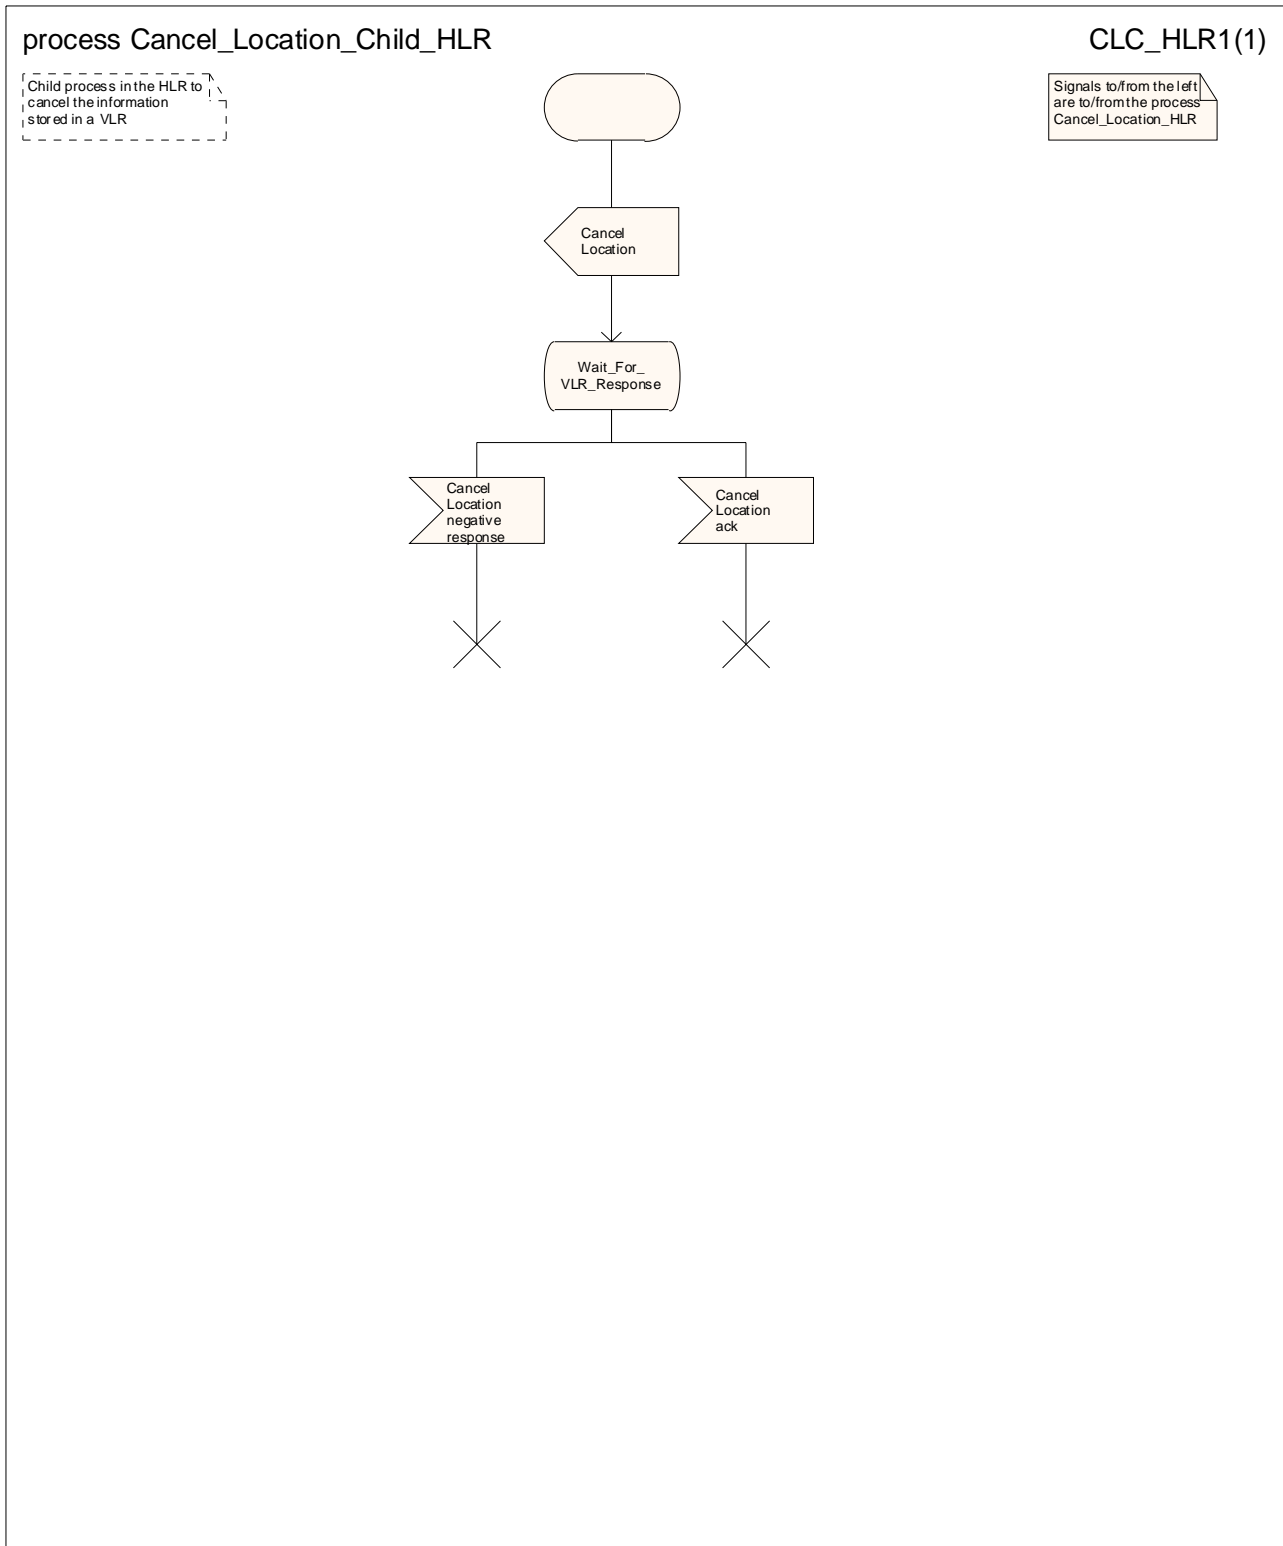 process Cancel_Location_Child_HLR
CLC_HLR1(1)
Child process in the HLR to
cancel the information
stored in a VLR
Signals to/from the left
are to/from the process
Cancel_Location_HLR
Cancel
Location
Wait_For_
VLR_Response
Cancel
Location
negative
response
Cancel
Location
ack